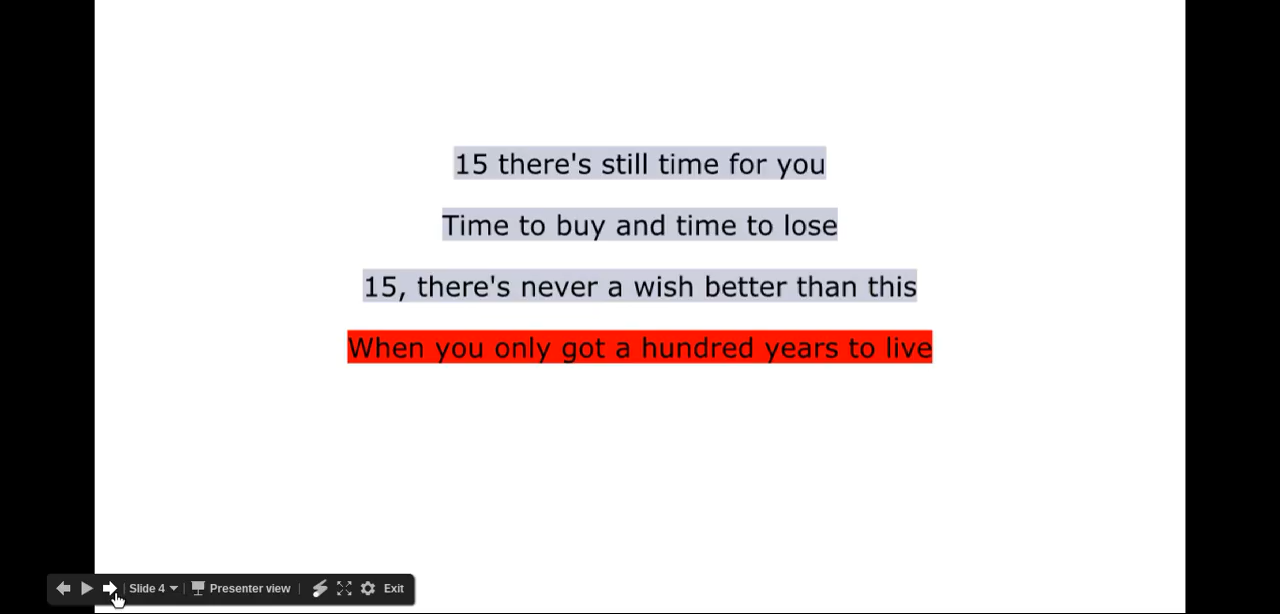 15 there's still time for you
Time to buy and time to lose
15, there's never a wish better than this
When you only got a hundred years to live
Slide 4 Presenter view Exit